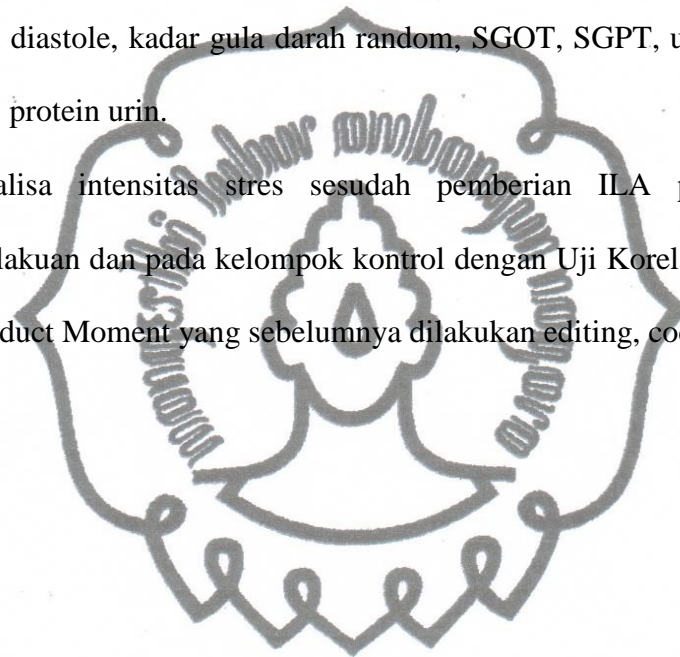 diastole, kadar gula darah random, SGOT, SGPT, u
protein urin.
alisa intensitas stres sesudah pemberian ILA p
lakuan dan pada kelompok kontrol dengan Uji Korel
duct Moment yang sebelumnya dilakukan editing, co